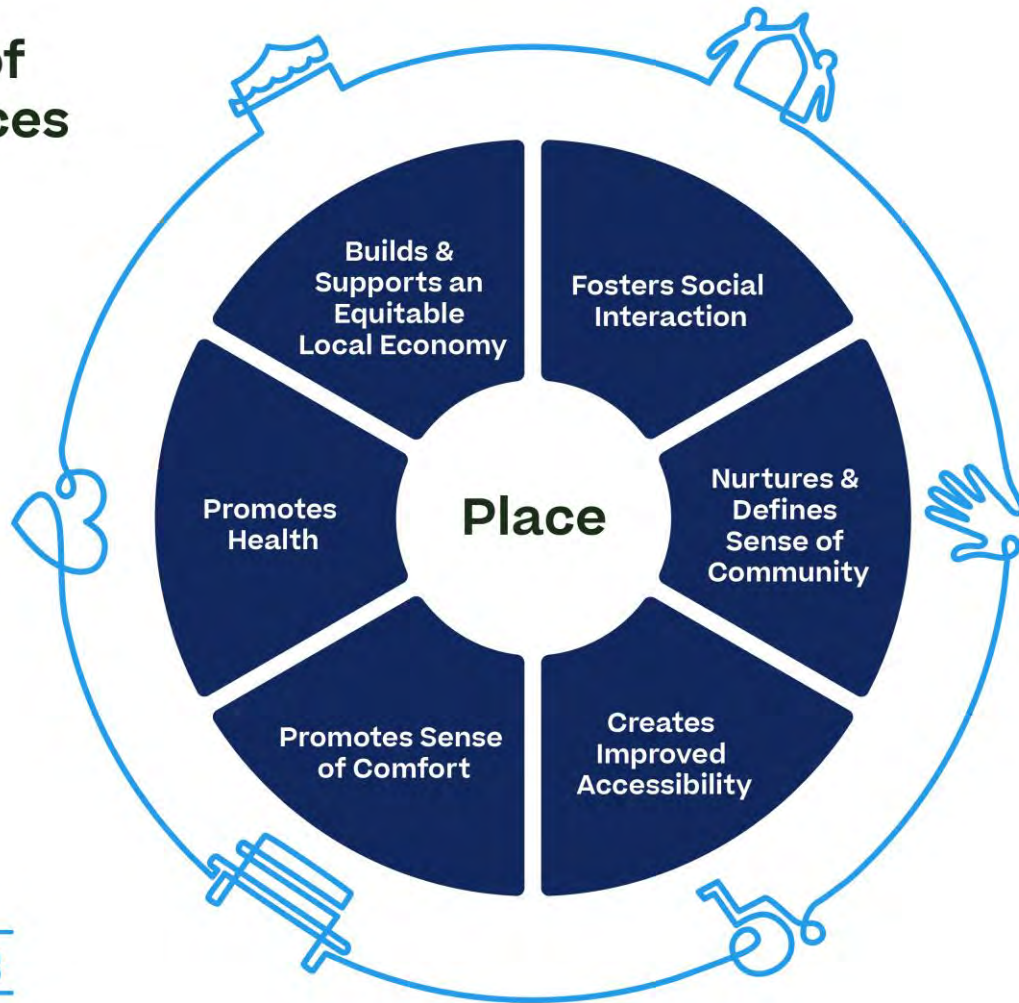 of
ces
Builds &
Supports an
Equitable
Local Economy
Fosters Social
Interaction
Promotes
Health
Place
Nurtures &
Defines
Sense of
Community
Promotes Sense
of Comfort
Creates
Improved
Accessibility